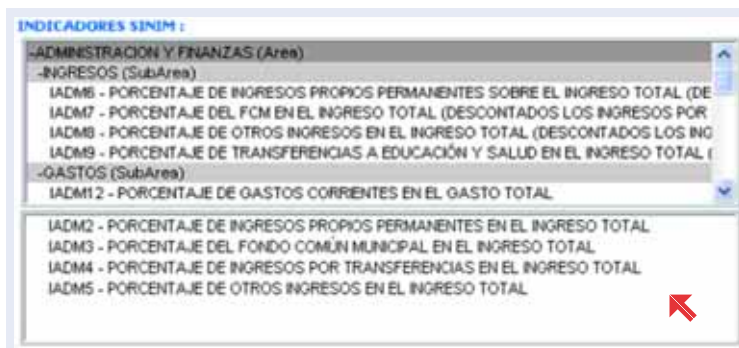 INDICADORES SINIM :
-ADMINISTRACION Y FINANZAS (Area)
-INGRESOS (SubArea)
IADM6 - PORCENTAJE DE INGRESOS PROPIOS PERMANENTES SOBRE EL INGRESO TOTAL (DE
IADM7 - PORCENTAJE DEL FCM EN EL INGRESO TOTAL (DESCONTADOS LOS INGRESOS POR
IADM8 - PORCENTAJE DE OTROS INGRESOS EN EL INGRESO TOTAL (DESCONTADOS LOS ING
IADM9 - PORCENTAJE DE TRANSFERENCIAS A EDUCACIÓN Y SALUD EN EL INGRESO TOTAL (
-GASTOS (SubArea)
IADM12 - PORCENTAJE DE GASTOS CORRIENTES EN EL GASTO TOTAL
IADM2 - PORCENTAJE DE INGRESOS PROPIOS PERMANENTES EN EL INGRESO TOTAL
IADM3 - PORCENTAJE DEL FONDO COMÚN MUNICIPAL EN EL INGRESO TOTAL
IADM4 - PORCENTAJE DE INGRESOS POR TRANSFERENCIAS EN EL INGRESO TOTAL
IADM5 - PORCENTAJE DE OTROS INGRESOS EN EL INGRESO TOTAL